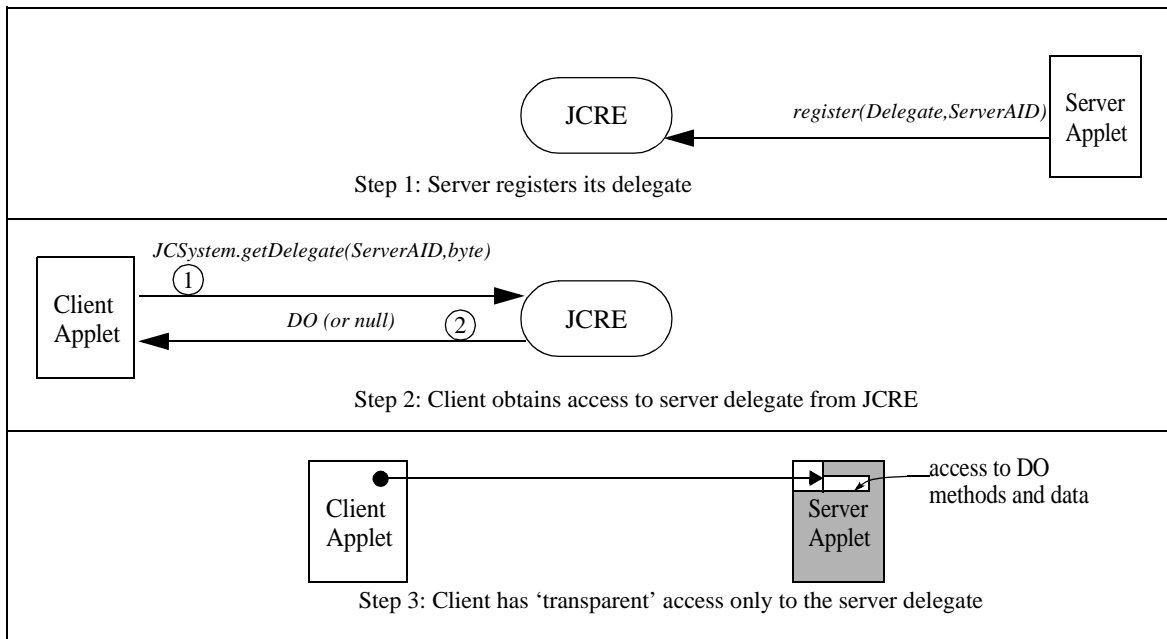 JCRE
register(Delegate,ServerAID)
Server
Applet
Step 1: Server registers its delegate
JCSystem.getDelegate(ServerAID,byte)
1
Client
Applet
DO (or null)
2
JCRE
Step 2: Client obtains access to server delegate from JCRE
Client
Applet
Server
Applet
access to DO
methods and data
Step 3: Client has ‘transparent’ access only to the server delegate